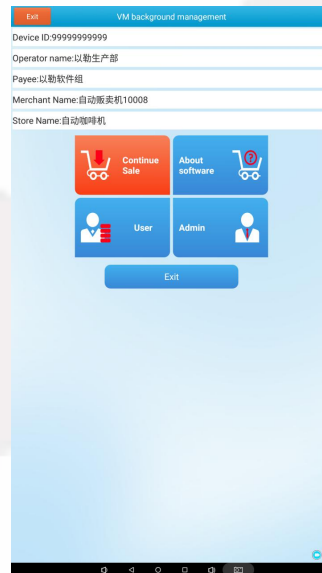 Exit
VM background management
Device ID:99999999999
Operator name:以勒生产部
Payee:以勒软件组
Merchant Name:自动贩卖机10008
Store Name:自动咖啡机
Continue
Sale
About
software
User
Admin
Exit